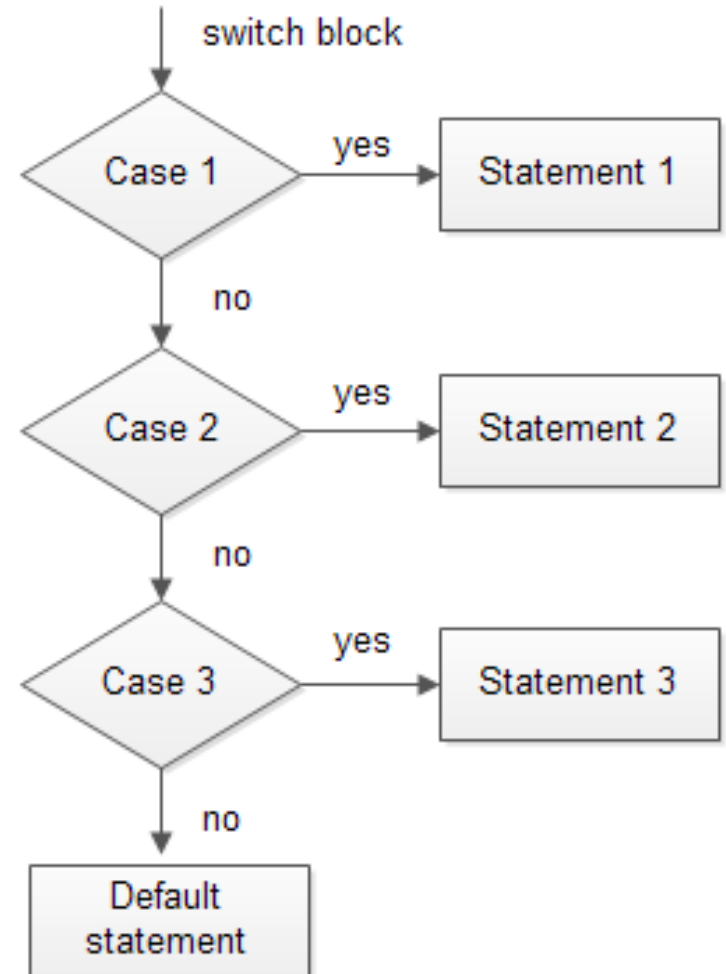 switch block
Case 1
yes
Statement 1
no
Case 2
yes
Statement 2
no
Case 3
yes
Statement 3
no
Default
statement